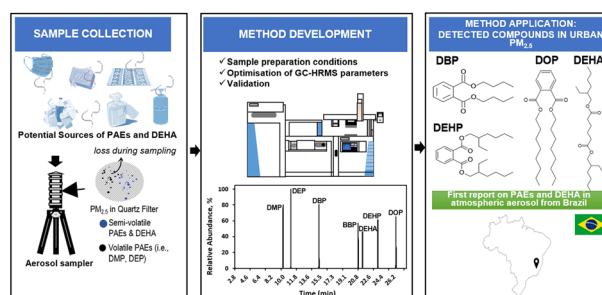 SAMPLE COLLECTION
Potential Sources of PAEs and DEHA
loss during sampling
PM2.5 in Quartz Filter
Semi-volatile
PAEs & DEHA
Volatile PAEs (i.e.,
DMP, DEP)
Aerosol sampler
METHOD DEVELOPMENT
✓Sample preparation conditions
✓Optimisation of GC-HRMS parameters
✓Validation
Relative Abundance, %
100
80
60
40
20
0
DMP
DEP
DBP
BBP
DEHA
DEHP
DOP
2.8
4.6
6.4
8.2
10.0
11.8
13.7
15.5
17.3
19.1
20.8
22.6
24.4
26.2
Time (min)
METHOD APPLICATION:
DETECTED COMPOUNDS IN URBAN
PM2.5
DBP
DOP
DEHA
DEHP
First report on PAEs and DEHA in
atmospheric aerosol from Brazil